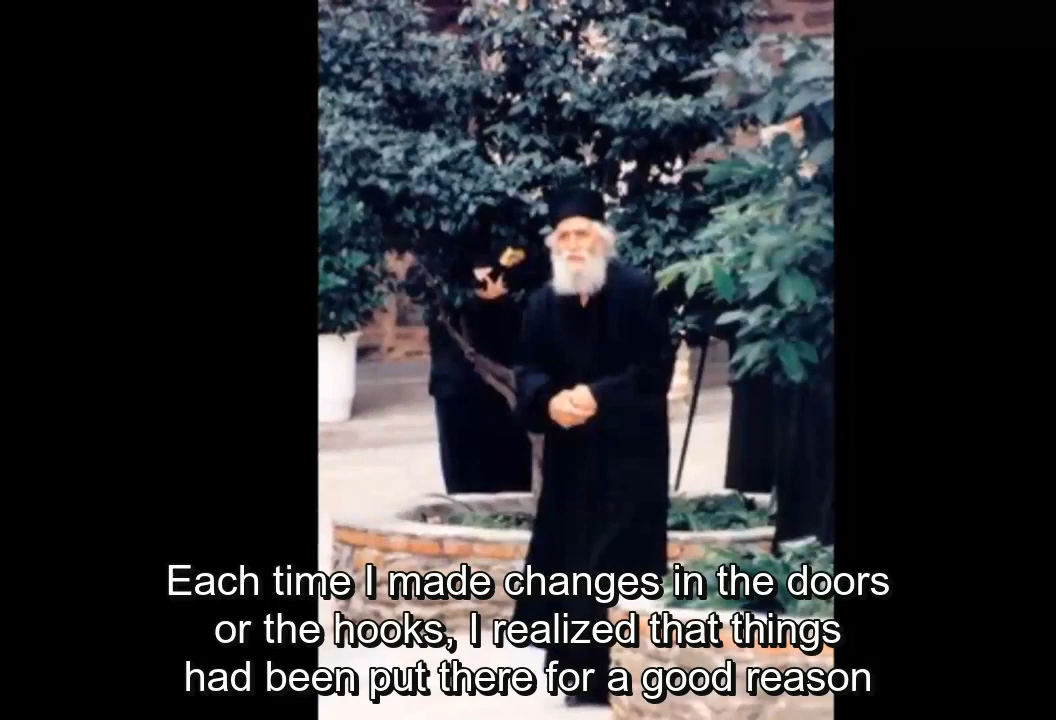 Each time I made changes in the doors
or the hooks, I realized that things
had been put there for a good reason